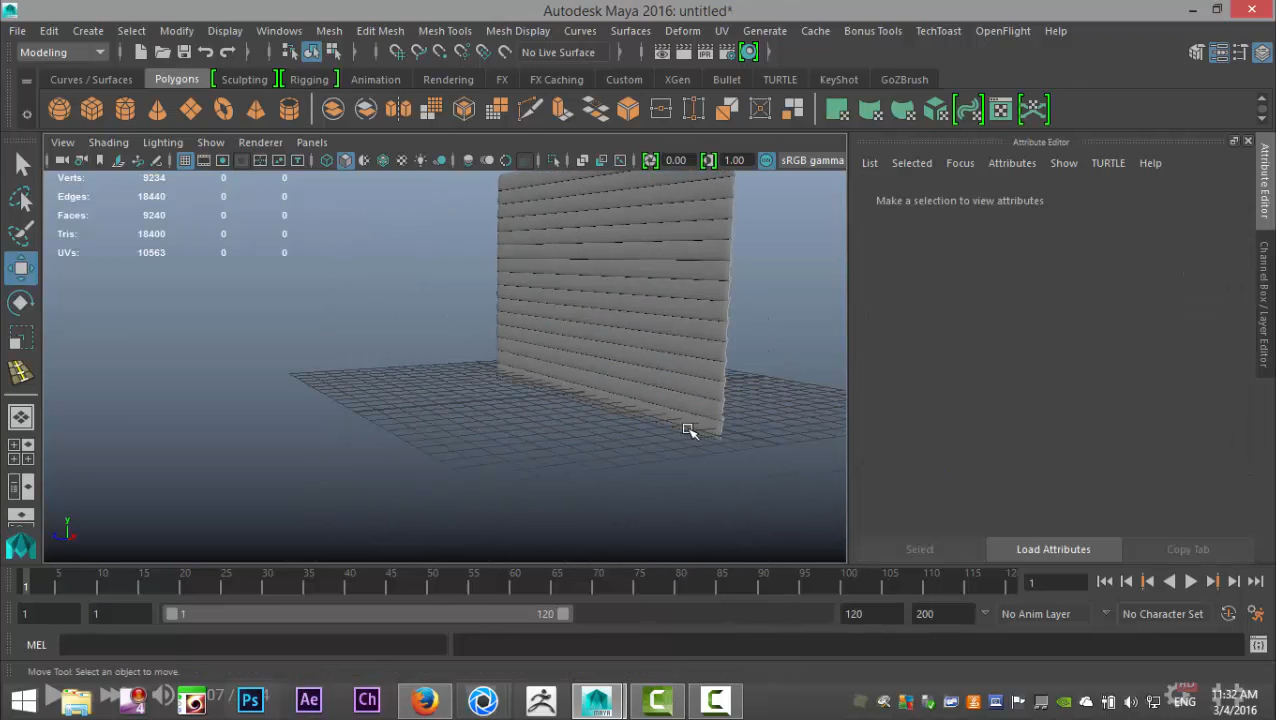 Autodesk Maya 2016: untitled*
File Edit Create Select Modify Display Windows Mesh Edit Mesh Mesh Tools Mesh Display Curves Surfaces Deform UV Generate Cache Bonus Tools TechToast OpenFlight Help
Modeling No Live Surface
Curves / Surfaces Polygons Sculpting Rigging Animation Rendering FX FX Caching Custom XGen Bullet TURTLE KeyShot GoZBrush
View Shading Lighting Show Renderer Panels
0.00 1.00 sRGB gamma
Verts: 9234 0 0
Edges: 18440 0 0
Faces: 9240 0 0
Tris: 18400 0 0
UVs: 10563 0 0
y
Attribute Editor
List Selected Focus Attributes Show TURTLE Help
Make a selection to view attributes
Attribute Editor
Channel Box / Layer Editor
Select Load Attributes Copy Tab
5 10 15 20 25 30 35 40 45 50 55 60 65 70 75 80 85 90 95 100 105 110 115 12
1
1
1 1 1 120 120 200 No Anim Layer No Character Set
MEL
Move Tool: Select an object to move.
07 / 4 Ps Ae Ch MAYA C C ENG
11:32 AM
3/4/2016